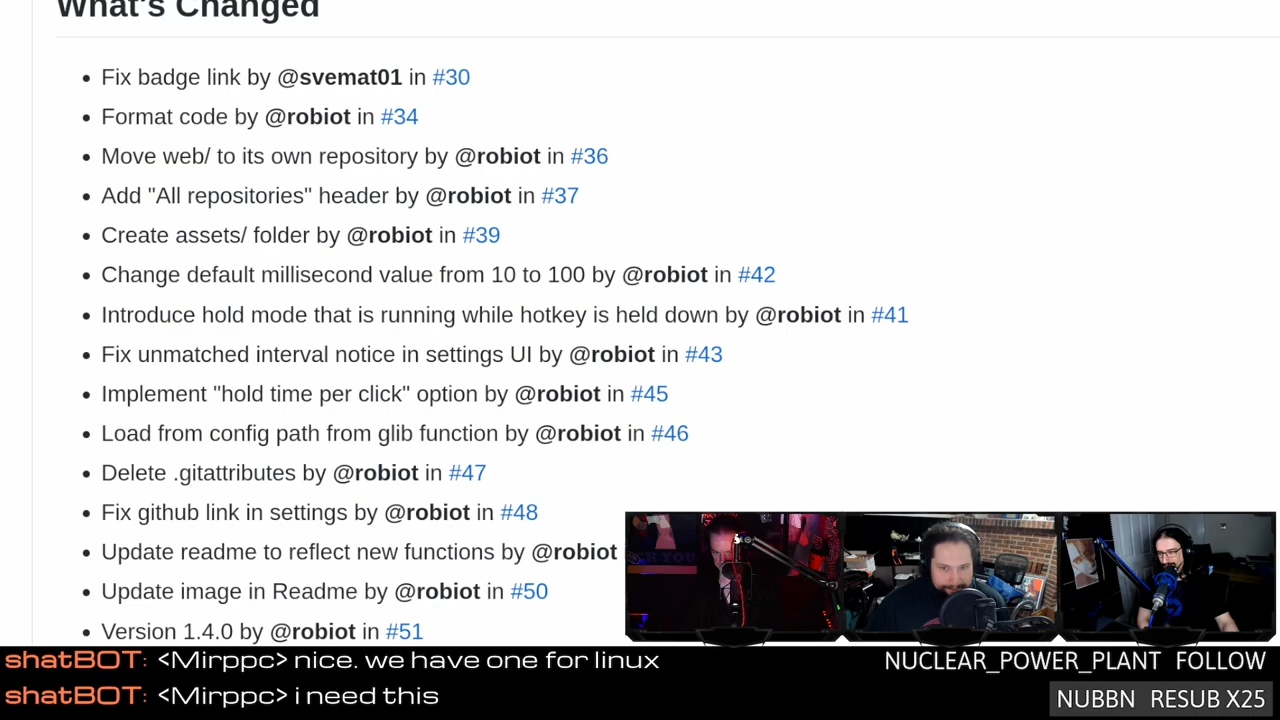 What's Changed
• Fix badge link by @svemat01 in #30
• Format code by @robiot in #34
• Move web/ to its own repository by @robiot in #36
• Add "All repositories" header by @robiot in #37
• Create assets/ folder by @robiot in #39
• Change default millisecond value from 10 to 100 by @robiot in #42
• Introduce hold mode that is running while hotkey is held down by @robiot in #41
• Fix unmatched interval notice in settings UI by @robiot in #43
• Implement "hold time per click" option by @robiot in #45
• Load from config path from glib function by @robiot in #46
• Delete .gitattributes by @robiot in #47
• Fix github link in settings by @robiot in #48
• Update readme to reflect new functions by @robiot
• Update image in Readme by @robiot in #50
• Version 1.4.0 by @robiot in #51
shatBOT: <Mirppc> nice. we have one for linux
shatBOT: <Mirppc> i need this
NUCLEAR_POWER_PLANT FOLLOW
NUBBN RESUB X25